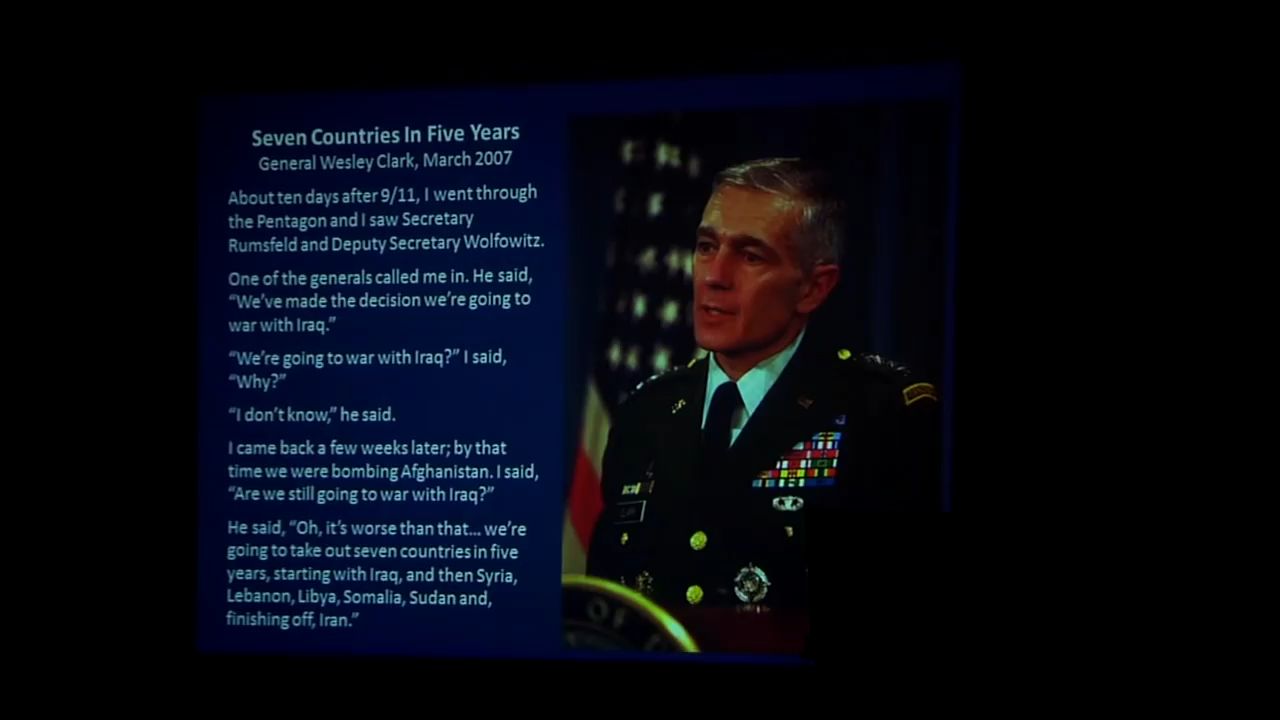 Seven Countries In Five Years
General Wesley Clark, March 2007
About ten days after 9/11, I went through
the Pentagon and I saw Secretary
Rumsfeld and Deputy Secretary Wolfowitz.
One of the generals called me in. He said,
“We’ve made the decision we’re going to
war with Iraq.”
“We’re going to war with Iraq?” I said,
“Why?”
“I don’t know,” he said.
I came back a few weeks later; by that
time we were bombing Afghanistan. I said,
“Are we still going to war with Iraq?”
He said, “Oh, it’s worse than that... we’re
going to take out seven countries in five
years, starting with Iraq, and then Syria,
Lebanon, Libya, Somalia, Sudan and,
finishing off, Iran.”
CLARK
OF